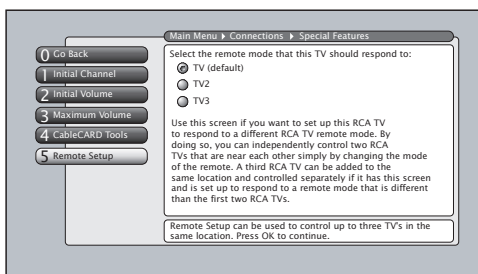 Main Menu Connections Special Features
0 Go Back
1 Initial Channel
2 Initial Volume
3 Maximum Volume
4 CableCARD Tools
5 Remote Setup
Select the remote mode that this TV should respond to:
TV (default)
TV2
TV3
Use this screen if you want to set up this RCA TV
to respond to a different RCA TV remote mode. By
doing so, you can independently control two RCA
TVs that are near each other simply by changing the mode
of the remote. A third RCA TV can be added to the
same location and controlled separately if it has this screen
and is set up to respond to a remote mode that is different
than the first two RCA TVs.
Remote Setup can be used to control up to three TV's in the
same location. Press OK to continue.